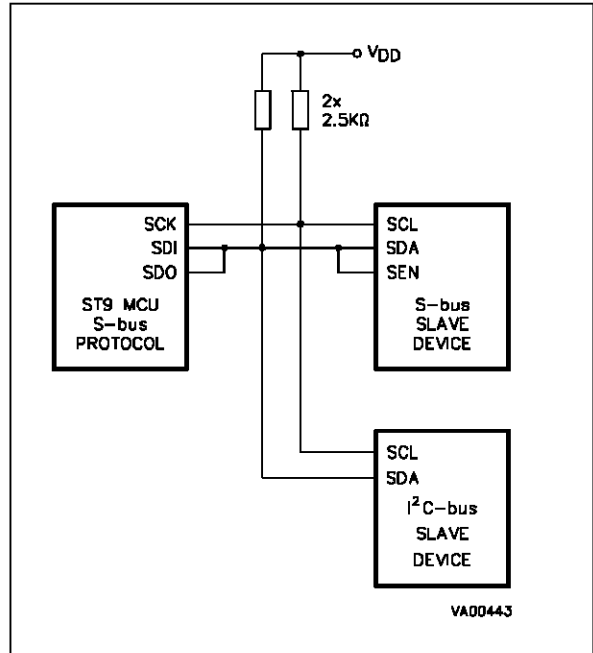 VDD
2x
2.5KΩ
SCK
SDI
SDO
ST9 MCU
S-bus
PROTOCOL
SCL
SDA
SEN
S-bus
SLAVE
DEVICE
SCL
SDA
I²C-bus
SLAVE
DEVICE
VA00443